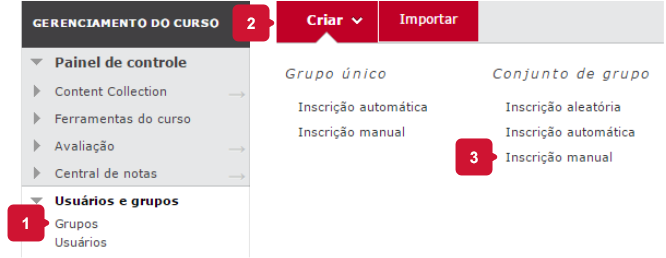 GERENCIAMENTO DO CURSO
Painel de controle
Content Collection
Ferramentas do curso
Avaliação
Central de notas
Usuários e grupos
1
Grupos
Usuários
2
Criar
Importar
Grupo único
Inscrição automática
Inscrição manual
Conjunto de grupo
Inscrição aleatória
Inscrição automática
3
Inscrição manual